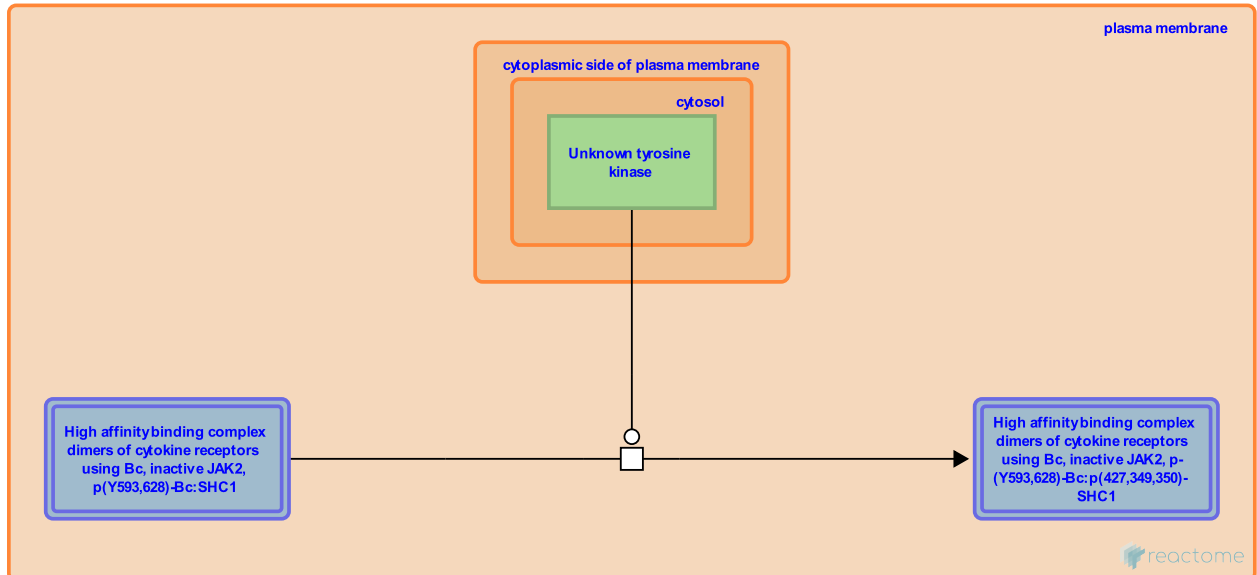 plasma membrane
cytoplasmic side of plasma membrane
cytosol
Unknown tyrosine
kinase
High affinity binding complex
dimers of cytokine receptors
using Bc, inactive JAK2,
p(Y593,628)-Bc:SHC1
High affinity binding complex
dimers of cytokine receptors
using Bc, inactive JAK2, p-
(Y593,628)-Bc:p(427,349,350)-
SHC1
reactome